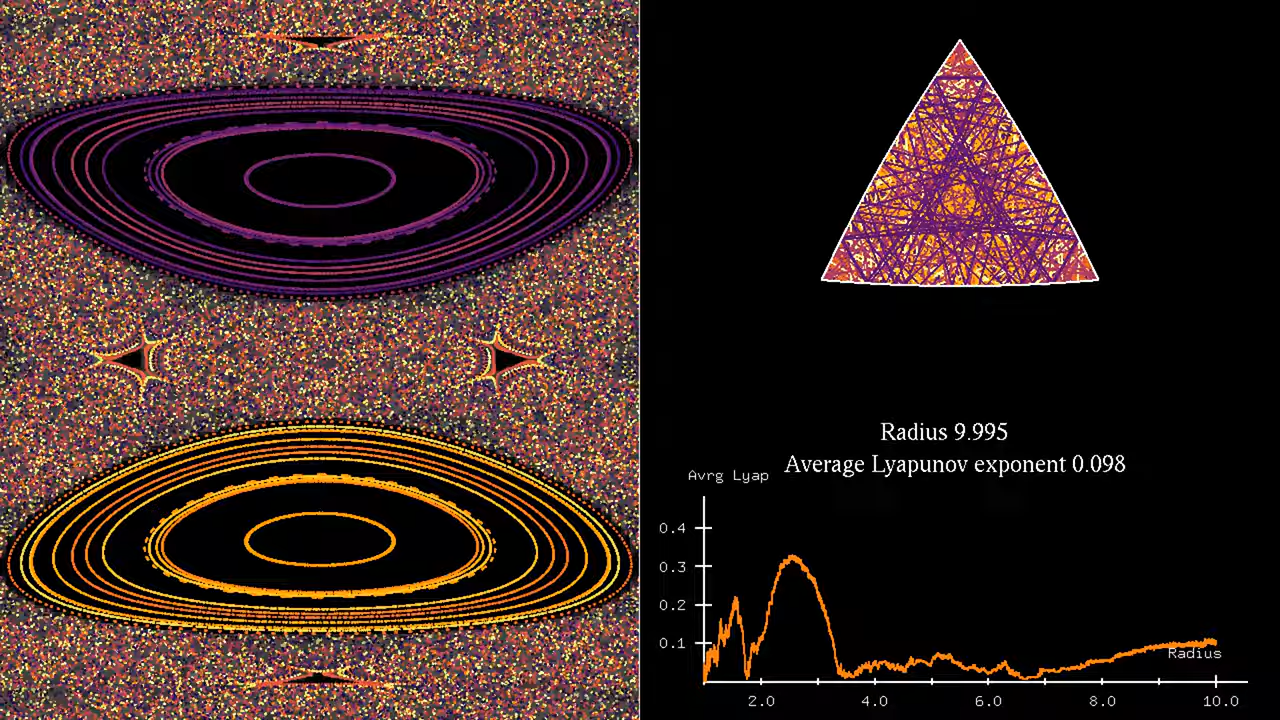 Radius 9.995
Average Lyapunov exponent 0.098
Avrg Lyap
0.4
0.3
0.2
0.1
Radius
2.0 4.0 6.0 8.0 10.0